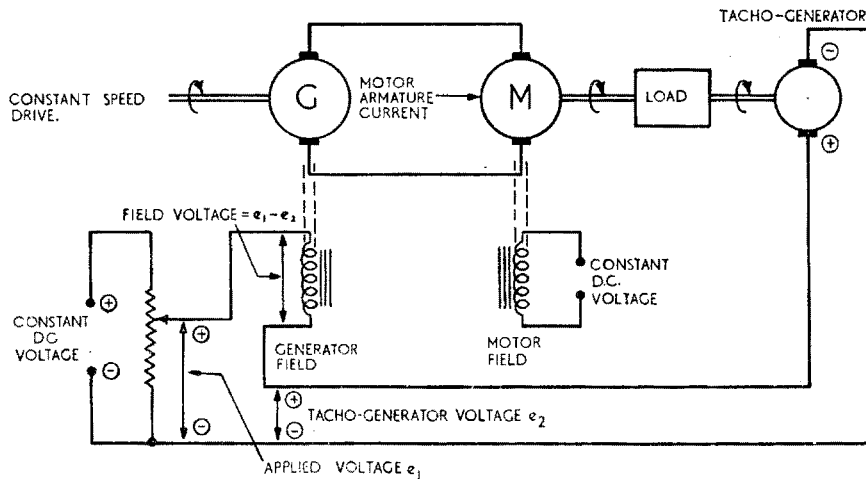 TACHO-GENERATOR
⊖
CONSTANT SPEED
DRIVE.
G
MOTOR
ARMATURE
CURRENT
M
LOAD
⊕
FIELD VOLTAGE = e₁ – e₂
CONSTANT
DC
VOLTAGE
⊕
⊖
⊕
⊖
GENERATOR
FIELD
MOTOR
FIELD
CONSTANT
D.C.
VOLTAGE
⊕
⊖
TACHO-GENERATOR VOLTAGE e₂
APPLIED VOLTAGE e₁